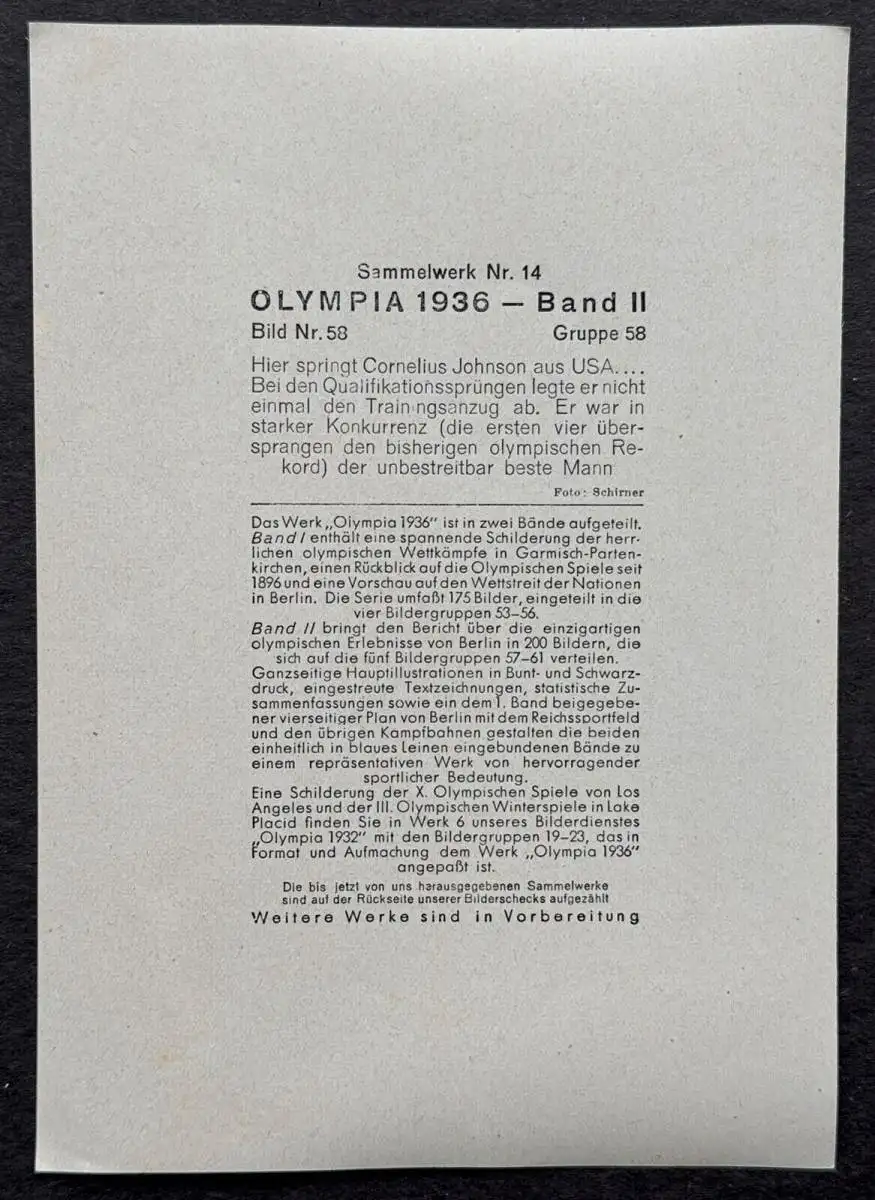 Sammelwerk Nr. 14
OLYMPIA 1936 – Band II
Bild Nr. 58 Gruppe 58
Hier springt Cornelius Johnson aus USA....
Bei den Qualifikationssprüngen legte er nicht
einmal den Trainingsanzug ab. Er war in
starker Konkurrenz (die ersten vier über-
sprangen den bisherigen olympischen Re-
kord) der unbestreitbar beste Mann
Foto: Schirner
Das Werk „Olympia 1936“ ist in zwei Bände aufgeteilt.
Band I enthält eine spannende Schilderung der herr-
lichen olympischen Wettkämpfe in Garmisch-Parten-
kirchen, einen Rückblick auf die Olympischen Spiele seit
1896 und eine Vorschau auf den Wettstreit der Nationen
in Berlin. Die Serie umfaßt 175 Bilder, eingeteilt in die
vier Bildergruppen 53–56.
Band II bringt den Bericht über die einzigartigen
olympischen Erlebnisse von Berlin in 200 Bildern, die
sich auf die fünf Bildergruppen 57–61 verteilen.
Ganzseitige Hauptillustrationen in Bunt- und Schwarz-
druck, eingestreute Textzeichnungen, statistische Zu-
sammenfassungen sowie ein dem 1. Band beigegebe-
ner vierseitiger Plan von Berlin mit dem Reichssportfeld
und den übrigen Kampfbahnen gestalten die beiden
einheitlich in blaues Leinen eingebundenen Bände zu
einem repräsentativen Werk von hervorragender
sportlicher Bedeutung.
Eine Schilderung der X. Olympischen Spiele von Los
Angeles und der III. Olympischen Winterspiele in Lake
Placid finden Sie in Werk 6 unseres Bilderdienstes
„Olympia 1932“ mit den Bildergruppen 19–23, das in
Format und Aufmachung dem Werk „Olympia 1936“
angepaßt ist.
Die bis jetzt von uns herausgegebenen Sammelwerke
sind auf der Rückseite unserer Bilderschecks aufgezählt
Weitere Werke sind in Vorbereitung